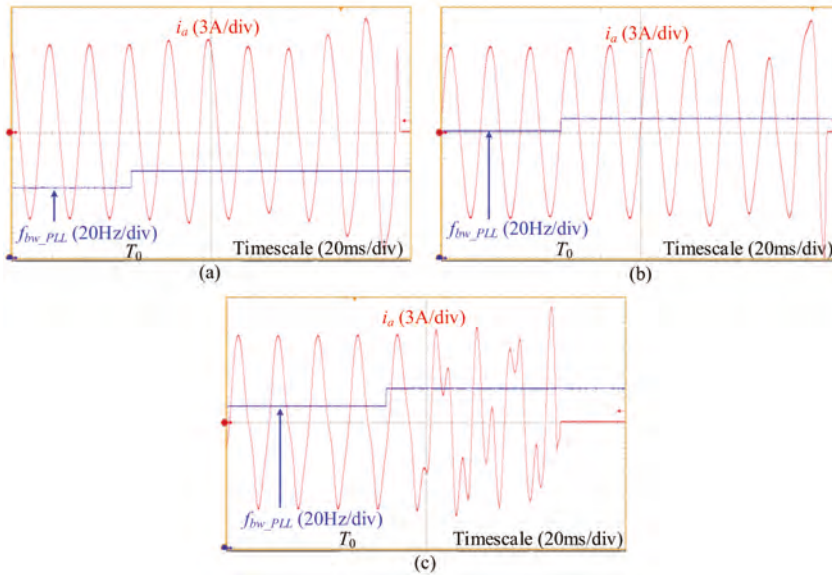 i_a (3A/div)
f_bw_PLL (20Hz/div)
T_0
Timescale (20ms/div)
(a)
i_a (3A/div)
f_bw_PLL (20Hz/div)
T_0
Timescale (20ms/div)
(b)
i_a (3A/div)
f_bw_PLL (20Hz/div)
T_0
Timescale (20ms/div)
(c)